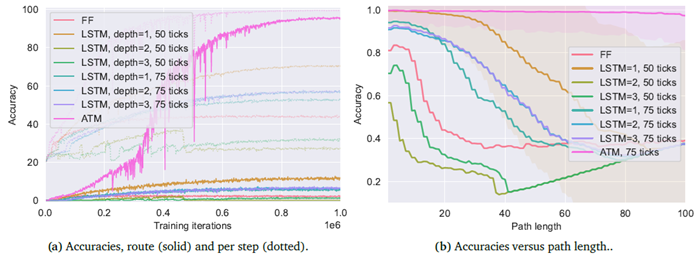 100
80
60
40
20
0
Accuracy
FF
LSTM, depth=1, 50 ticks
LSTM, depth=2, 50 ticks
LSTM, depth=3, 50 ticks
LSTM, depth=1, 75 ticks
LSTM, depth=2, 75 ticks
LSTM, depth=3, 75 ticks
ATM
0.0 0.2 0.4 0.6 0.8 1.0
Training iterations
1e6
(a) Accuracies, route (solid) and per step (dotted).
1.0
0.8
0.6
0.4
0.2
Accuracy
FF
LSTM=1, 50 ticks
LSTM=2, 50 ticks
LSTM=3, 50 ticks
LSTM=1, 75 ticks
LSTM=2, 75 ticks
LSTM=3, 75 ticks
ATM, 75 ticks
20 40 60 80 100
Path length
(b) Accuracies versus path length..